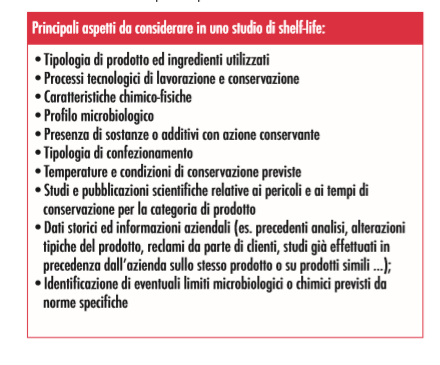 Principali aspetti da considerare in uno studio di shelf-life:
• Tipologia di prodotto ed ingredienti utilizzati
• Processi tecnologici di lavorazione e conservazione
• Caratteristiche chimico-fisiche
• Profilo microbiologico
• Presenza di sostanze o additivi con azione conservante
• Tipologia di confezionamento
• Temperature e condizioni di conservazione previste
• Studi e pubblicazioni scientifiche relative ai pericoli e ai tempi di
conservazione per la categoria di prodotto
• Dati storici ed informazioni aziendali (es. precedenti analisi, alterazioni
tipiche del prodotto, reclami da parte di clienti, studi già effettuati in
precedenza dall'azienda sullo stesso prodotto o su prodotti simili ...);
• Identificazione di eventuali limiti microbiologici o chimici previsti da
norme specifiche